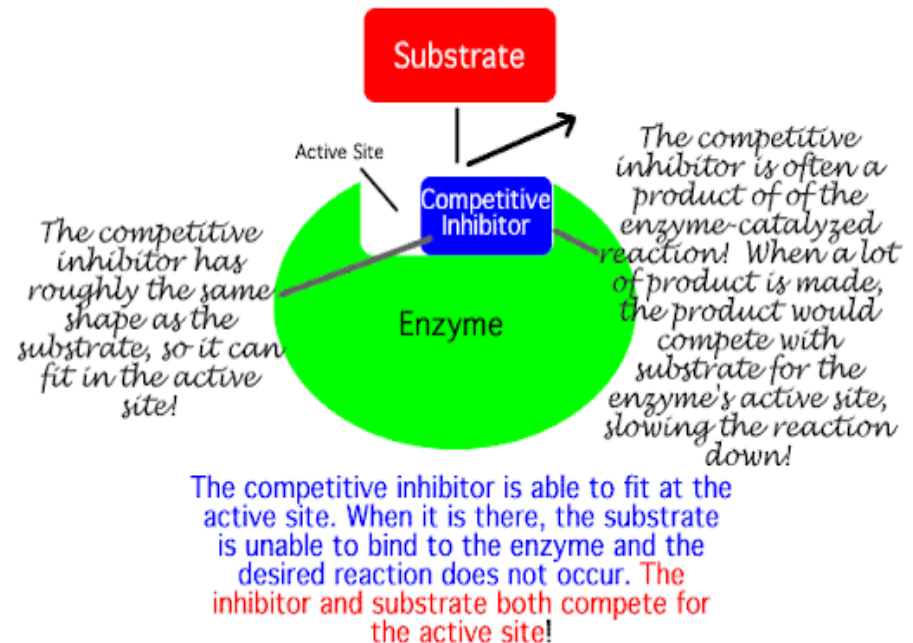 Substrate
Active Site
Competitive
Inhibitor
Enzyme
The competitive
inhibitor has
roughly the same
shape as the
substrate, so it can
fit in the active
site!
The competitive
inhibitor is often a
product of of the
enzyme-catalyzed
reaction! When a lot
of product is made,
the product would
compete with
substrate for the
enzyme's active site,
slowing the reaction
down!
The competitive inhibitor is able to fit at the
active site. When it is there, the substrate
is unable to bind to the enzyme and the
desired reaction does not occur. The
inhibitor and substrate both compete for
the active site!